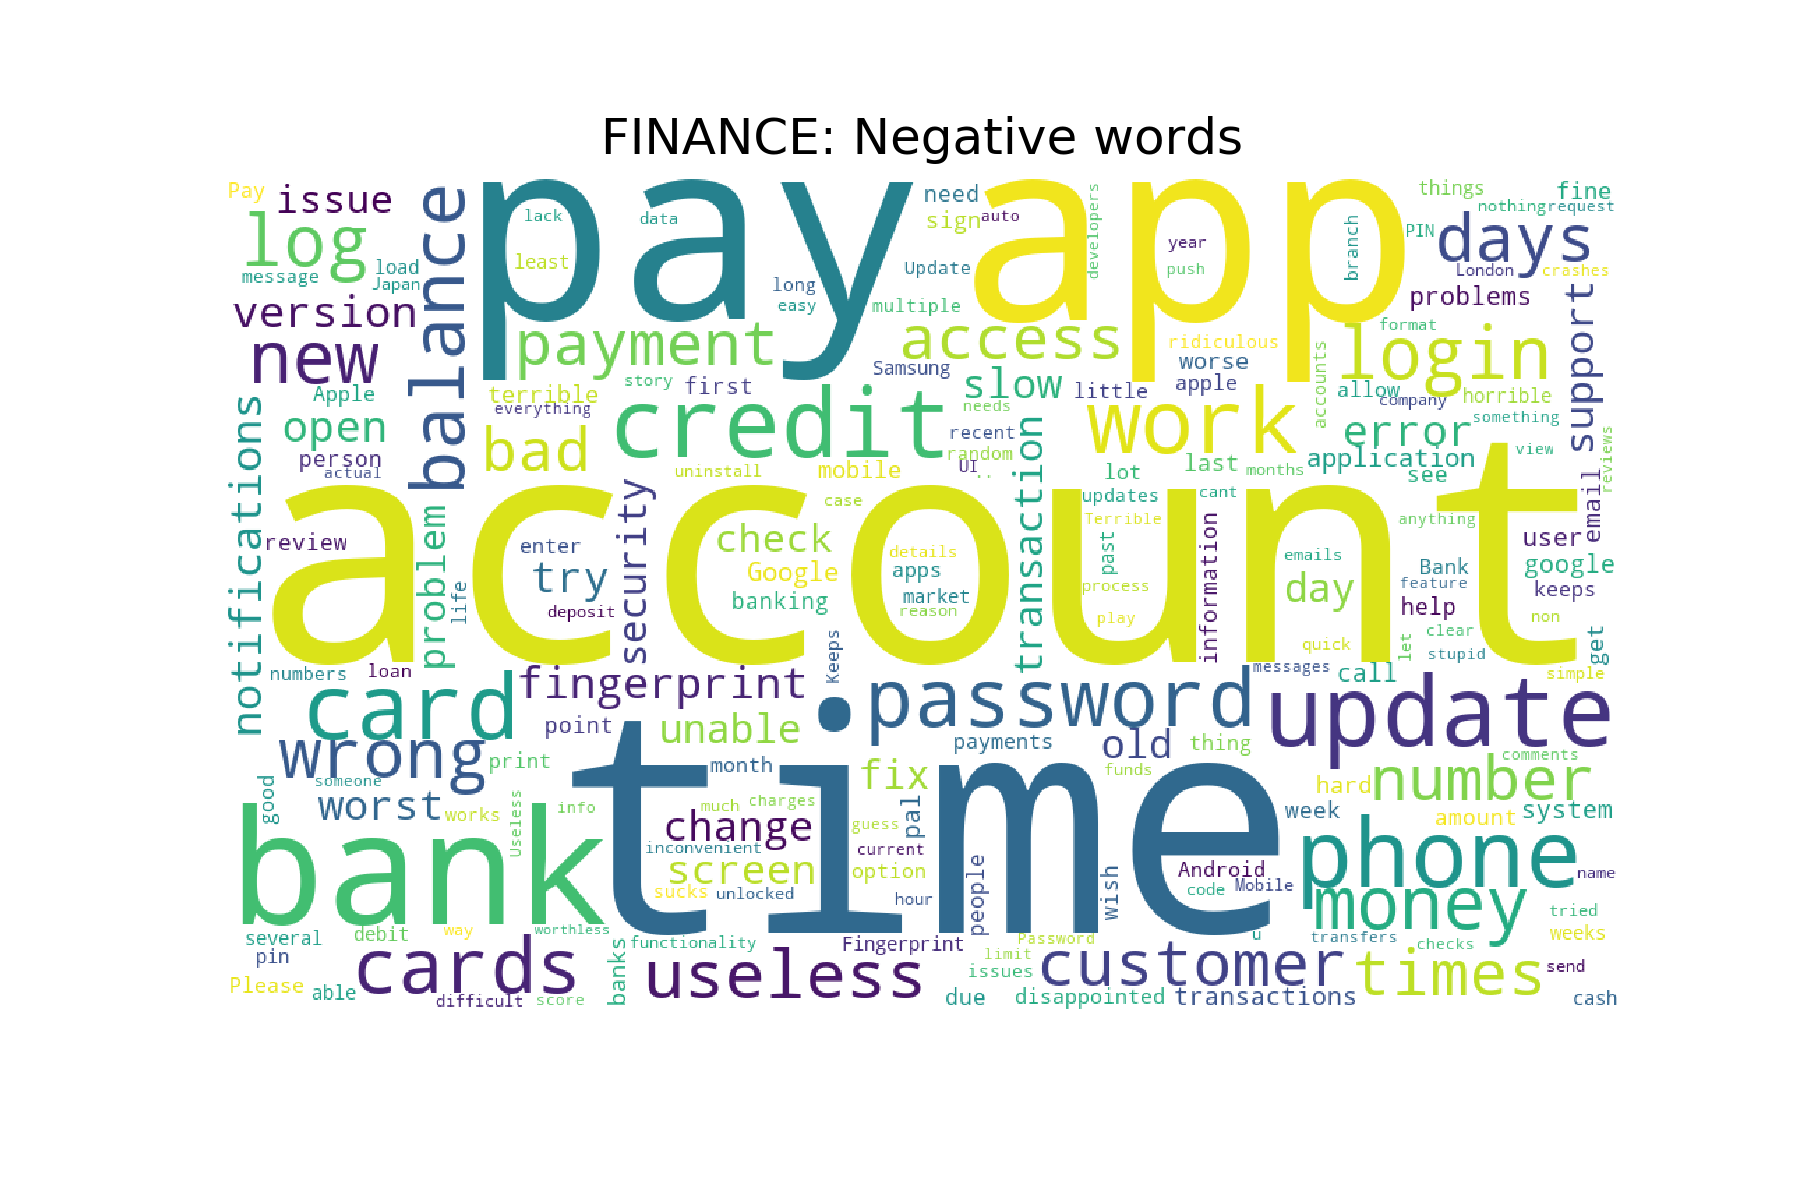 FINANCE: Negative words
Pay
issue
balance
pay
app
lack
data
need
sign
auto
developers
year
push
branch
things
fine
nothing
request
PIN
days
log
message
load
Japan
least
long
easy
Update
multiple
London
crashes
problems
version
new
payment
access
ridiculous
worse
apple
format
login
support
Samsung
story
first
terrible
everything
slow
little
accounts
allow
company
horrible
something
Apple
open
person
actual
notifications
bad
credit
needs
recent
random
UI
..
work
error
application
see
view
reviews
uninstall
mobile
transaction
lot
last
months
updates
cant
account
case
Terrible
anything
email
user
review
problem
life
enter
try
deposit
security
check
Google
banking
details
apps
market
reason
past
process
play
information
emails
day
quick
Bank
feature
help
clear
stupid
let
google
keeps
non
get
numbers
loan
fingerprint
Keeps
messages
call
simple
card
point
unable
.
password
update
wrong
print
month
payments
old
thing
funds
comments
someone
good
worst
works
Useless
info
time
much
charges
fix
guess
pal
hard
number
week
amount
system
bank
change
inconvenient
screen
sucks
unlocked
current
option
hour
people
wish
Android
code
Mobile
phone
name
money
several
debit
way
worthless
functionality
Fingerprint
Password
u
transfers
checks
tried
weeks
pin
cards
banks
useless
limit
issues
customer
times
send
Please
able
difficult
score
due
disappointed
transactions
cash